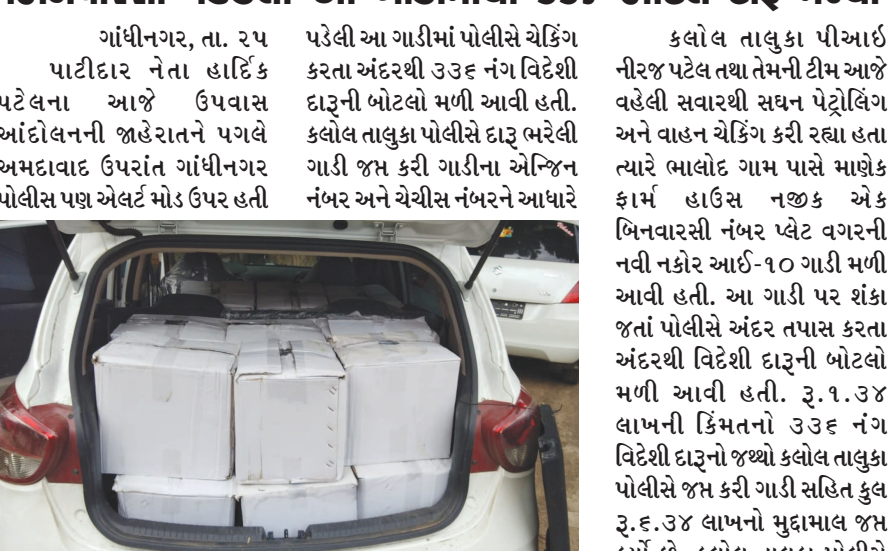 ગાંધીનગર, તા. ૨૫
પાટીદાર નેતા હાર્દિક
પટેલના આજે ઉપવાસ
આંદોલનની જાહેરાતને પગલે
અમદાવાદ ઉપરાંત ગાંધીનગર
પોલીસ પણ એલર્ટ મોડ ઉપર હતી
પડેલી આ ગાડીમાં પોલીસે ચેકિંગ
કરતા અંદરથી ૩૩૬ નંગ વિદેશી
દારૂની બોટલો મળી આવી હતી.
કલોલ તાલુકા પોલીસે દારૂ ભરેલી
ગાડી જપ્ત કરી ગાડીના એન્જિન
નંબર અને ચેચીસ નંબરને આધારે
કલોલ તાલુકા પીઆઈ
નીરજ પટેલ તથા તેમની ટીમ આજે
વહેલી સવારથી સઘન પેટ્રોલિંગ
અને વાહન ચેકિંગ કરી રહ્યા હતા
ત્યારે ભાલોદ ગામ પાસે માણેક
ફાર્મ હાઉસ નજીક એક
બિનવારસી નંબર પ્લેટ વગરની
નવી નકોર આઈ-૧૦ ગાડી મળી
આવી હતી. આ ગાડી પર શંકા
જતાં પોલીસે અંદર તપાસ કરતા
અંદરથી વિદેશી દારૂની બોટલો
મળી આવી હતી. રૂ.૧.૩૪
લાખની કિંમતનો ૩૩૬ નંગ
વિદેશી દારૂનો જથ્થો કલોલ તાલુકા
પોલીસે જપ્ત કરી ગાડી સહિત કુલ
રૂ.૬.૩૪ લાખનો મુદ્દામાલ જપ્ત